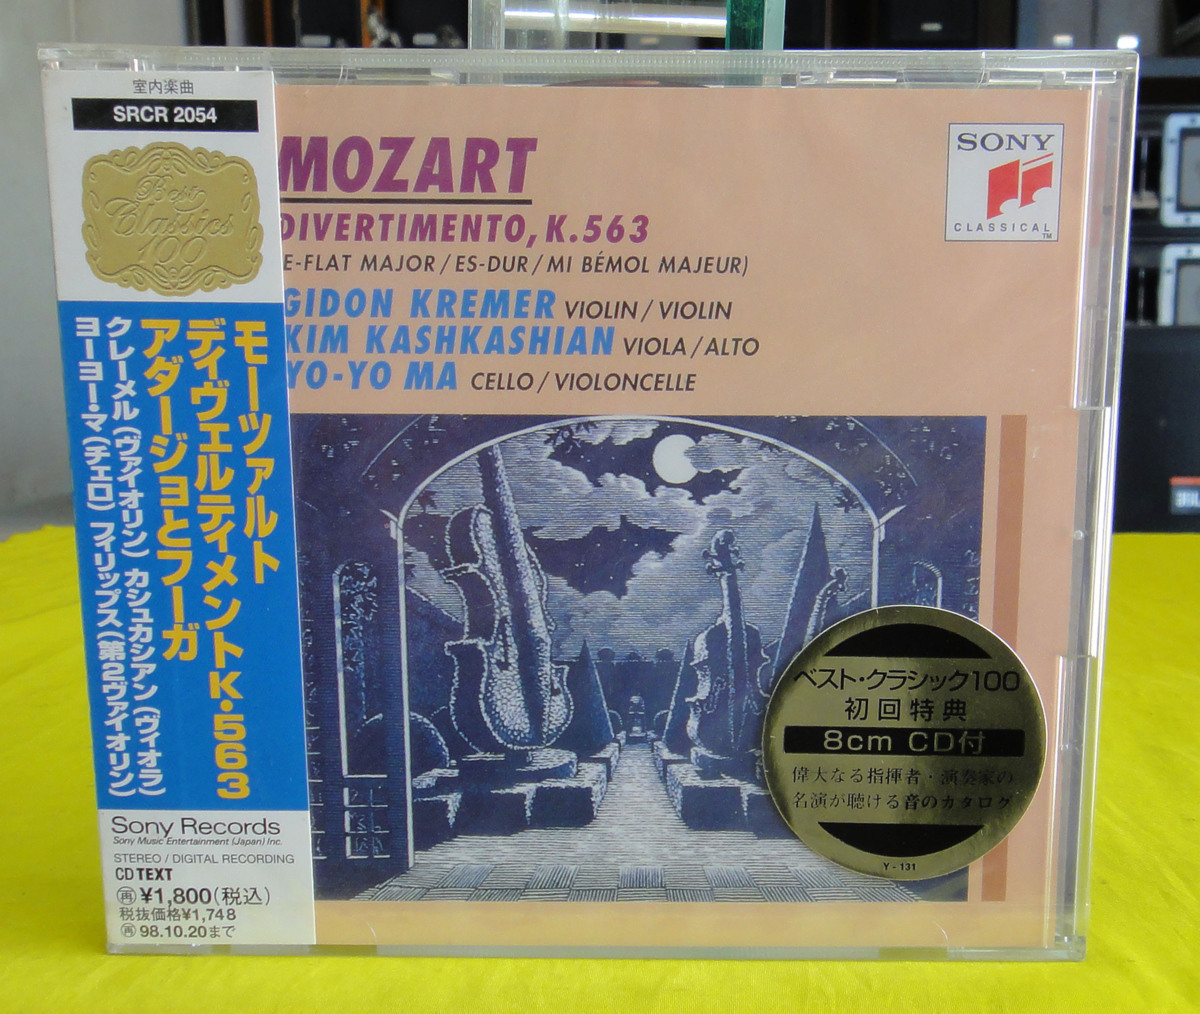 室内楽曲
SRCR 2054
Best
Classics
100
モーツァルト
ディヴェルティメントK・563
アダージョとフーガ
クレーメル(ヴァイオリン) カシュカシアン(ヴィオラ)
ヨーヨー・マ(チェロ) フィリップス(第2ヴァイオリン)
Sony Records
Sony Music Entertainment (Japan) Inc.
STEREO / DIGITAL RECORDING
CD TEXT
再 ¥1,800(税込)
税抜価格¥1,748
再 98.10.20まで
MOZART
DIVERTIMENTO, K.563
(E-FLAT MAJOR / ES-DUR / MI BÉMOL MAJEUR)
GIDON KREMER VIOLIN / VIOLIN
KIM KASHKASHIAN VIOLA / ALTO
YO-YO MA CELLO / VIOLONCELLE
SONY
CLASSICAL
TM
ベスト・クラシック100
初回特典
8cm CD付
偉大なる指揮者・演奏家の
名演が聴ける音のカタログ
Y - 131